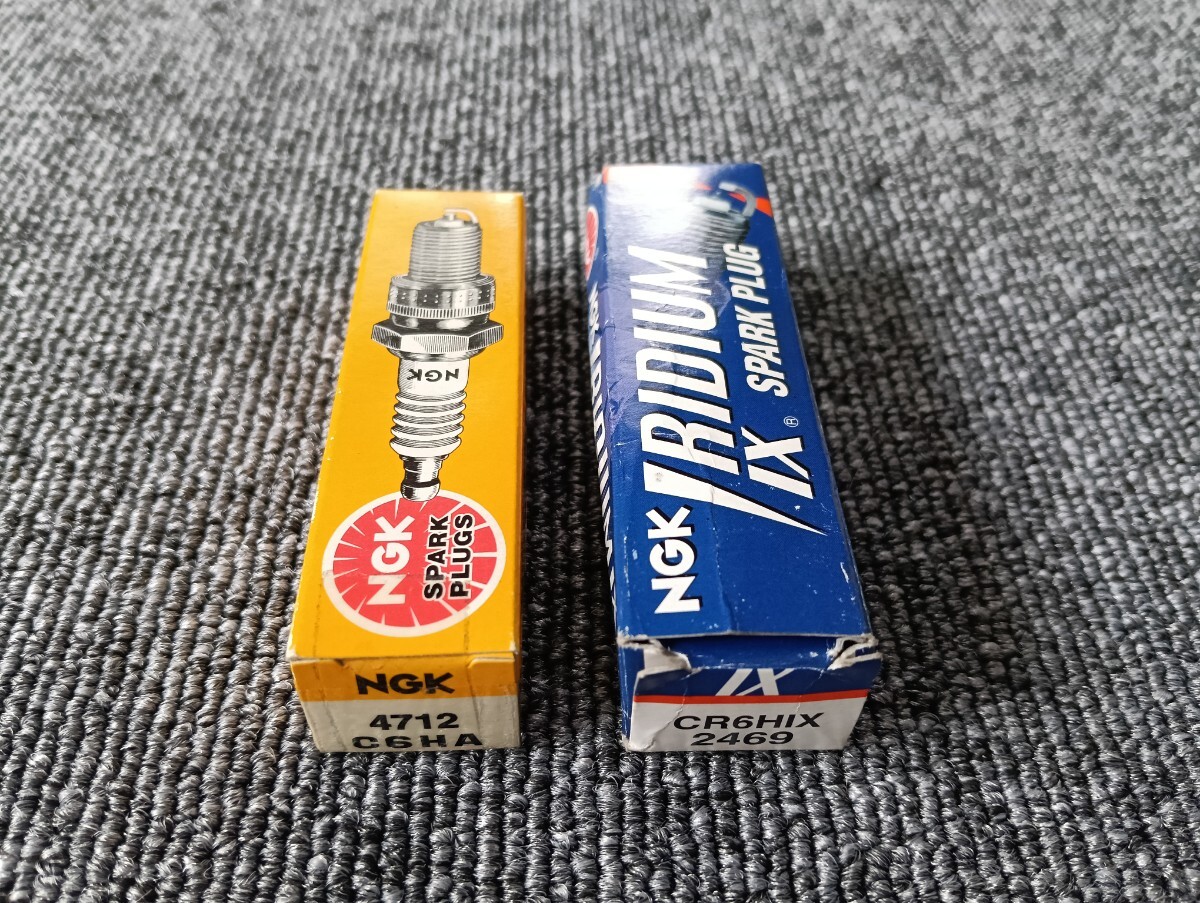 NGK
NGK
SPARK
PLUGS
NGK
4712
C6HA
NGK IRIDIUM
IX ®
SPARK PLUG
IX
CR6HIX
2469